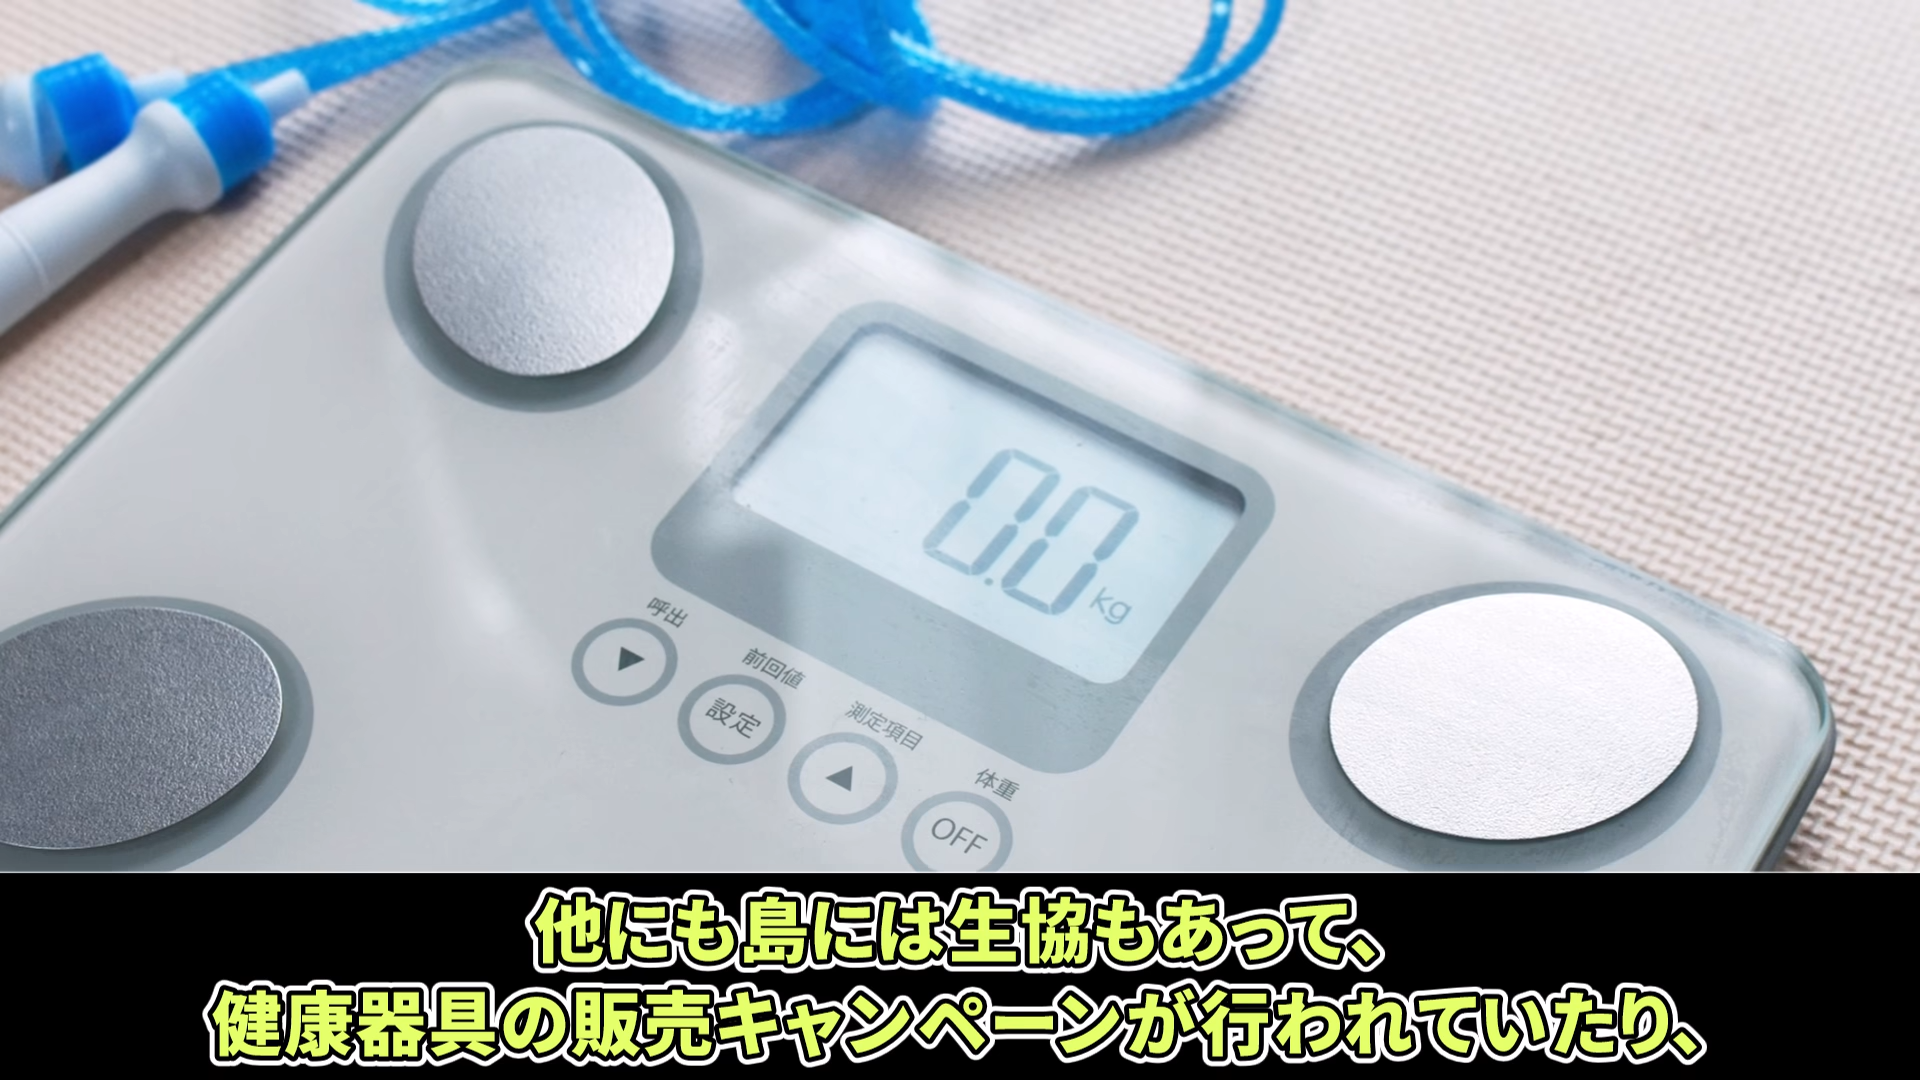 0.0 kg
呼出
前回値
設定
測定項目
体重
OFF
他にも島には生協もあって、
健康器具の販売キャンペーンが行われていたり、